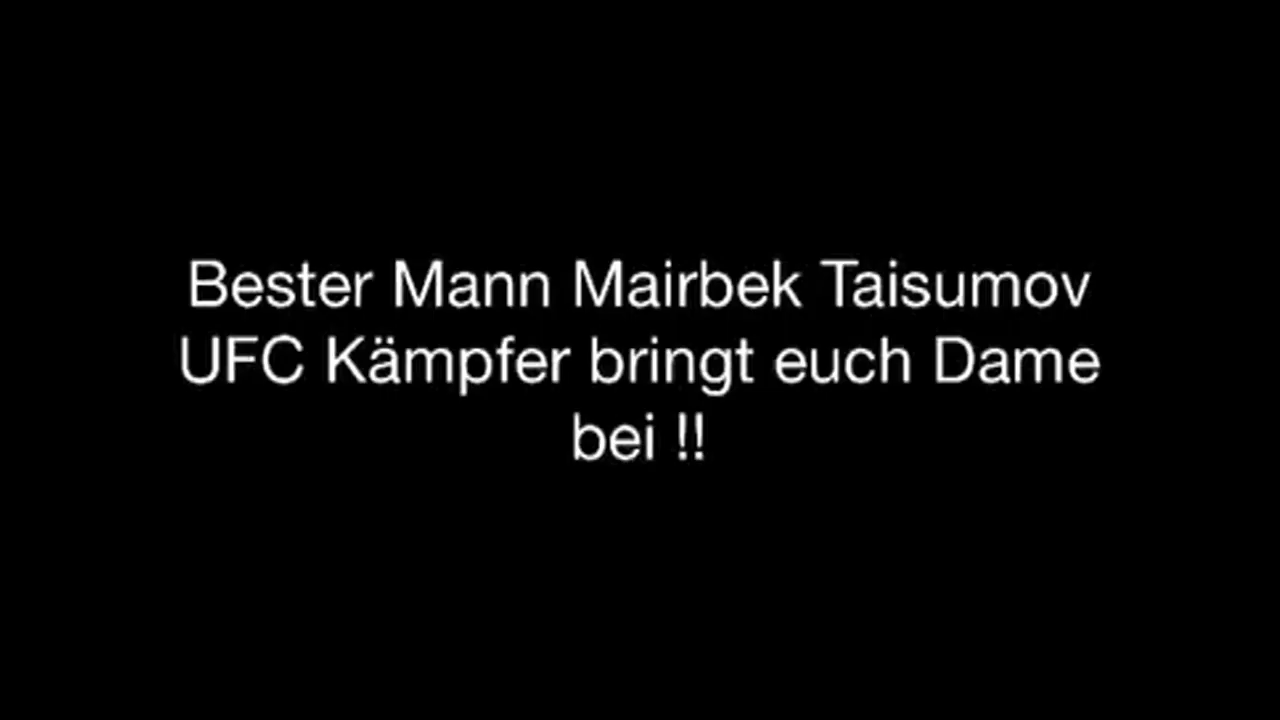 Bester Mann Mairbek Taisumov
UFC Kämpfer bringt euch Dame
bei !!